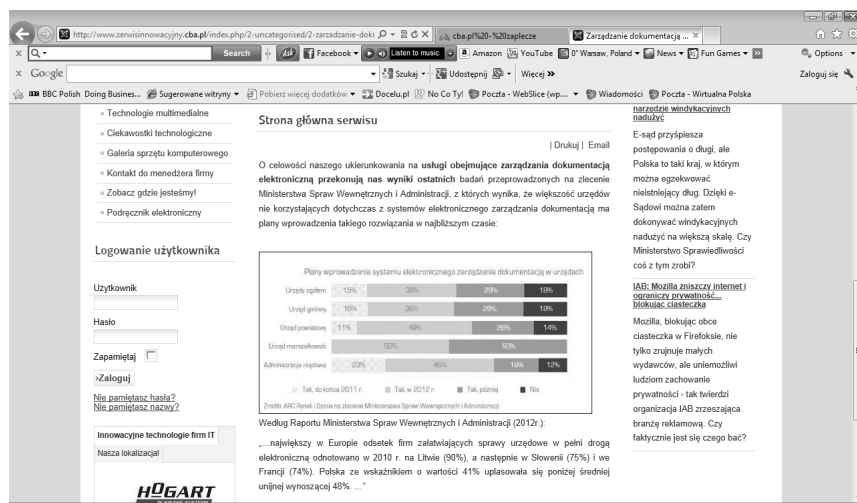 http://www.serwisinnowacyjny.cba.pl/index.php/2-uncategorised/2-zarzadzanie-doku
cba.pl%20-%20zaplecze
Zarządzanie dokumentacją ...
Search
Ask
Facebook
Listen to music
Amazon
YouTube
0° Warsaw, Poland
News
Fun Games
Options
Google
Szukaj
Udostępnij
Więcej »
Zaloguj się
BBC Polish Doing Busines...
Sugerowane witryny
Pobierz więcej dodatków
Docelu.pl
No Co Ty!
Poczta - WebSlice (wp....
Wiadomości
Poczta - Wirtualna Polska
Technologie multimedialne
Ciekawostki technologiczne
Galeria sprzętu komputerowego
Kontakt do menedżera firmy
Zobacz gdzie jesteśmy!
Podręcznik elektroniczny
Logowanie użytkownika
Użytkownik
Hasło
Zapamiętaj
›Zaloguj
Nie pamiętasz hasła?
Nie pamiętasz nazwy?
Innowacyjne technologie firm IT
Nasza lokalizacja!
HOGART
Strona główna serwisu
| Drukuj | Email
O celowości naszego ukierunkowania na usługi obejmujące zarządzania dokumentacją
elektroniczną przekonują nas wyniki ostatnich badań przeprowadzonych na zlecenie
Ministerstwa Spraw Wewnętrznych i Administracji, z których wynika, że większość urzędów
nie korzystających dotychczas z systemów elektronicznego zarządzania dokumentacją ma
plany wprowadzenia takiego rozwiązania w najbliższym czasie:
Plany wprowadzenia systemu elektronicznego zarządzania dokumentacją w urzędach
Urzędy ogółem 15% 38% 29% 18%
Urząd gminny 16% 36% 29% 19%
Urząd powiatowy 11% 49% 26% 14%
Urząd marszałkowski 50% 50%
Administracja rządowa 23% 46% 19% 12%
Tak, do końca 2011 r. Tak, w 2012 r. Tak, później Nie
Źródło: ARC Rynek i Opinia na zlecenie Ministerstwa Spraw Wewnętrznych i Administracji
Według Raportu Ministerstwa Spraw Wewnętrznych i Administracji (2012r.):
„…największy w Europie odsetek firm załatwiających sprawy urzędowe w pełni drogą
elektroniczną odnotowano w 2010 r. na Litwie (90%), a następnie w Słowenii (75%) i we
Francji (74%). Polska ze wskaźnikiem o wartości 41% uplasowała się poniżej średniej
unijnej wynoszącej 48%. …"
narzędzie windykacyjnych
nadużyć
E-sąd przyśpiesza
postępowania o długi, ale
Polska to taki kraj, w którym
można egzekwować
nieistniejący dług. Dzięki e-
Sądowi można zatem
dokonywać windykacyjnych
nadużyć na większą skalę. Czy
Ministerstwo Sprawiedliwości
coś z tym zrobi?
IAB: Mozilla zniszczy internet i
ograniczy prywatność...
blokując ciasteczka
Mozilla, blokując obce
ciasteczka w Firefoksie, nie
tylko zrujnuje małych
wydawców, ale uniemożliwi
ludziom zachowanie
prywatności - tak twierdzi
organizacja IAB zrzeszająca
branżę reklamową. Czy
faktycznie jest się czego bać?